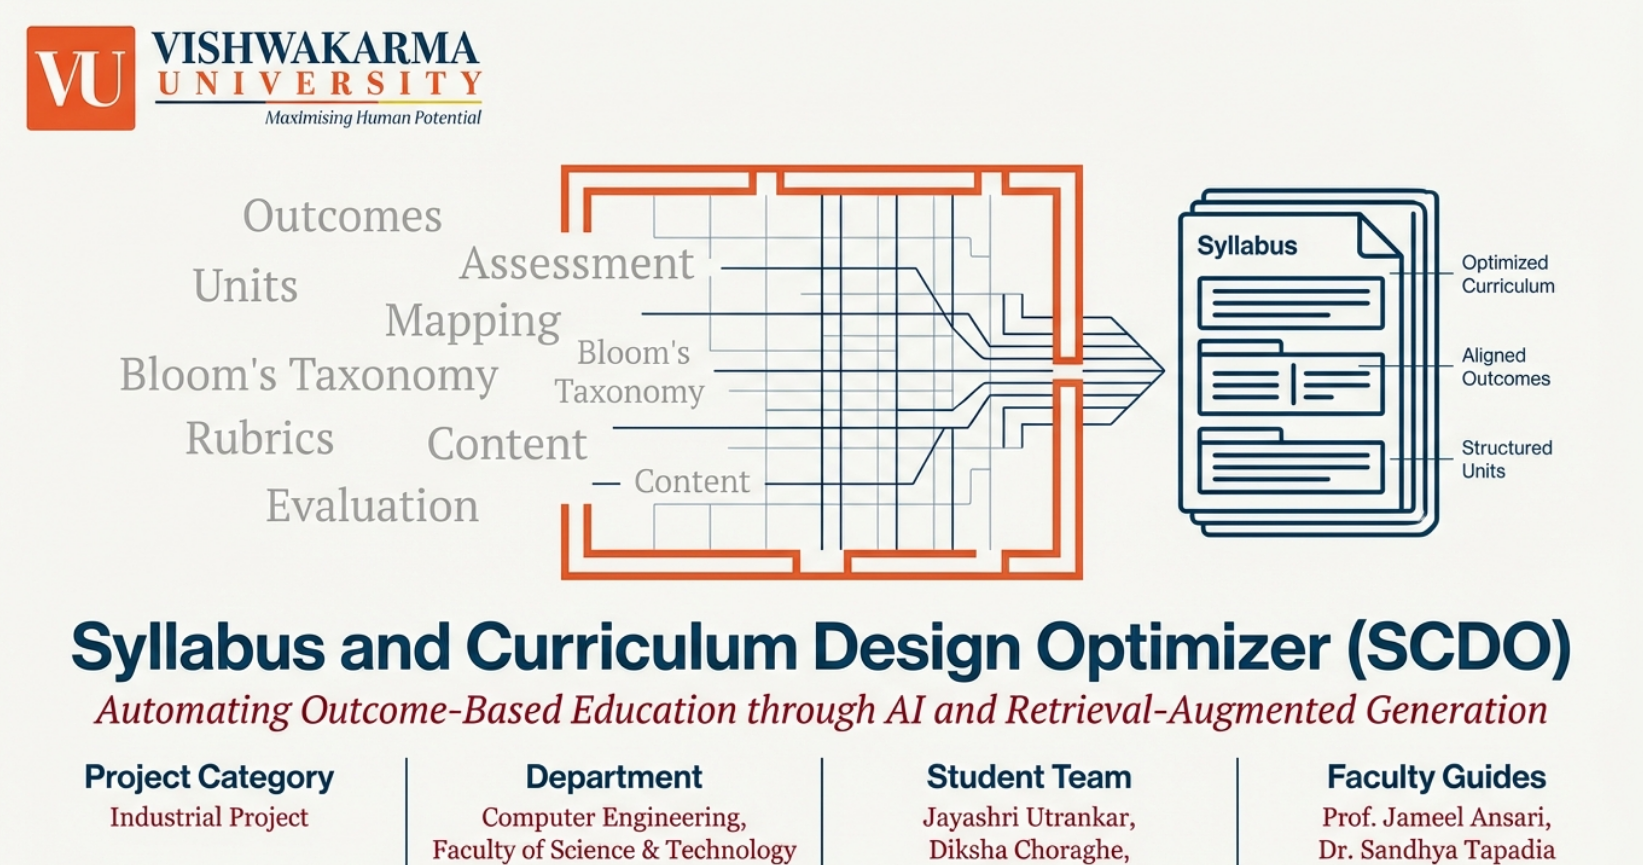 VU
VISHWAKARMA
UNIVERSITY
Maximising Human Potential
Outcomes
Units
Assessment
Mapping
Bloom's Taxonomy
Bloom's
Taxonomy
Rubrics
Content
Content
Evaluation
Syllabus
Optimized
Curriculum
Aligned
Outcomes
Structured
Units
Syllabus and Curriculum Design Optimizer (SCDO)
Automating Outcome-Based Education through AI and Retrieval-Augmented Generation
Project Category
Industrial Project
Department
Computer Engineering,
Faculty of Science & Technology
Student Team
Jayashri Utrankar,
Diksha Choraghe,
Faculty Guides
Prof. Jameel Ansari,
Dr. Sandhya Tapadia